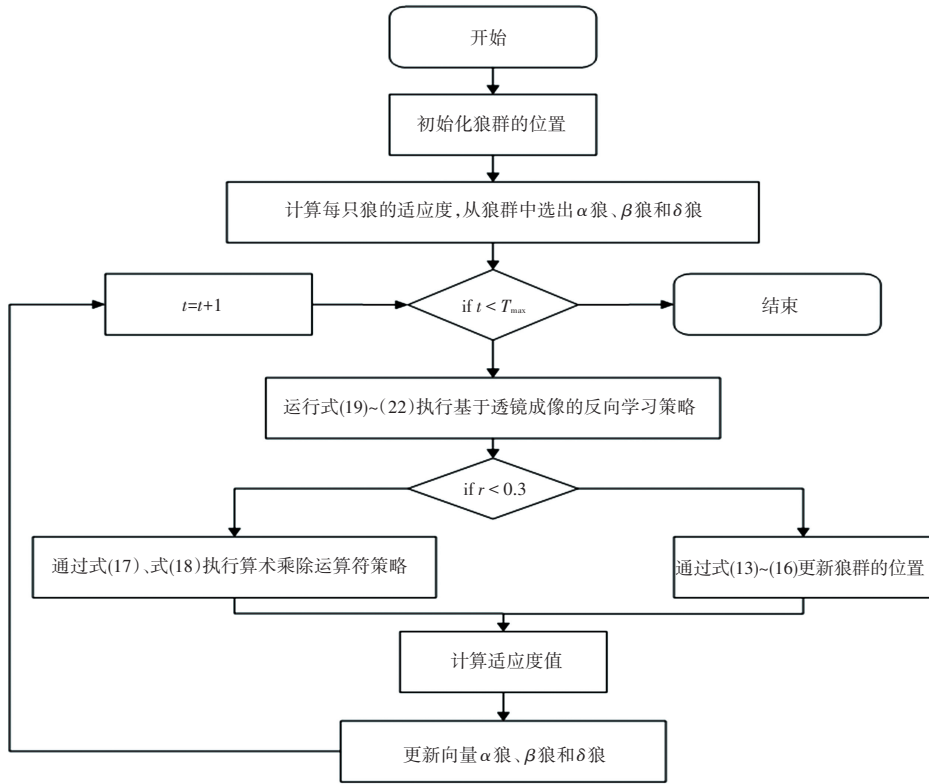 开始
初始化狼群的位置
计算每只狼的适应度,从狼群中选出α狼、β狼和δ狼
t=t+1
if t < Tmax
结束
运行式(19)~(22)执行基于透镜成像的反向学习策略
if r < 0.3
通过式(17)、式(18)执行算术乘除运算符策略
通过式(13)~(16)更新狼群的位置
计算适应度值
更新向量α狼、β狼和δ狼